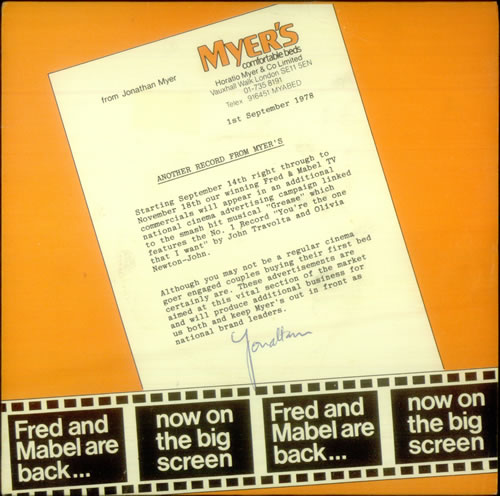 MYER'S
comfortable beds
Horatio Myer & Co Limited
Vauxhall Walk London SE11 5EN
01-735 8191
Telex 916451 MYABED
from Jonathan Myer
1st September 1978
ANOTHER RECORD FROM MYER'S
Starting September 14th right through to
November 18th our winning Fred & Mabel TV
commercials will appear in an additional
national cinema advertising campaign linked
to the smash hit musical "Grease" which
features the No. 1 Record "You're the one
that I want" by John Travolta and Olivia
Newton-John.
Although you may not be a regular cinema
goer engaged couples buying their first bed
certainly are. These advertisements are
aimed at this vital section of the market
and will produce additional business for
us both and keep Myer's out in front as
national brand leaders.
Jonathan
Fred and
Mabel are
back...
now on
the big
screen
Fred and
Mabel are
back...
now on
the big
screen